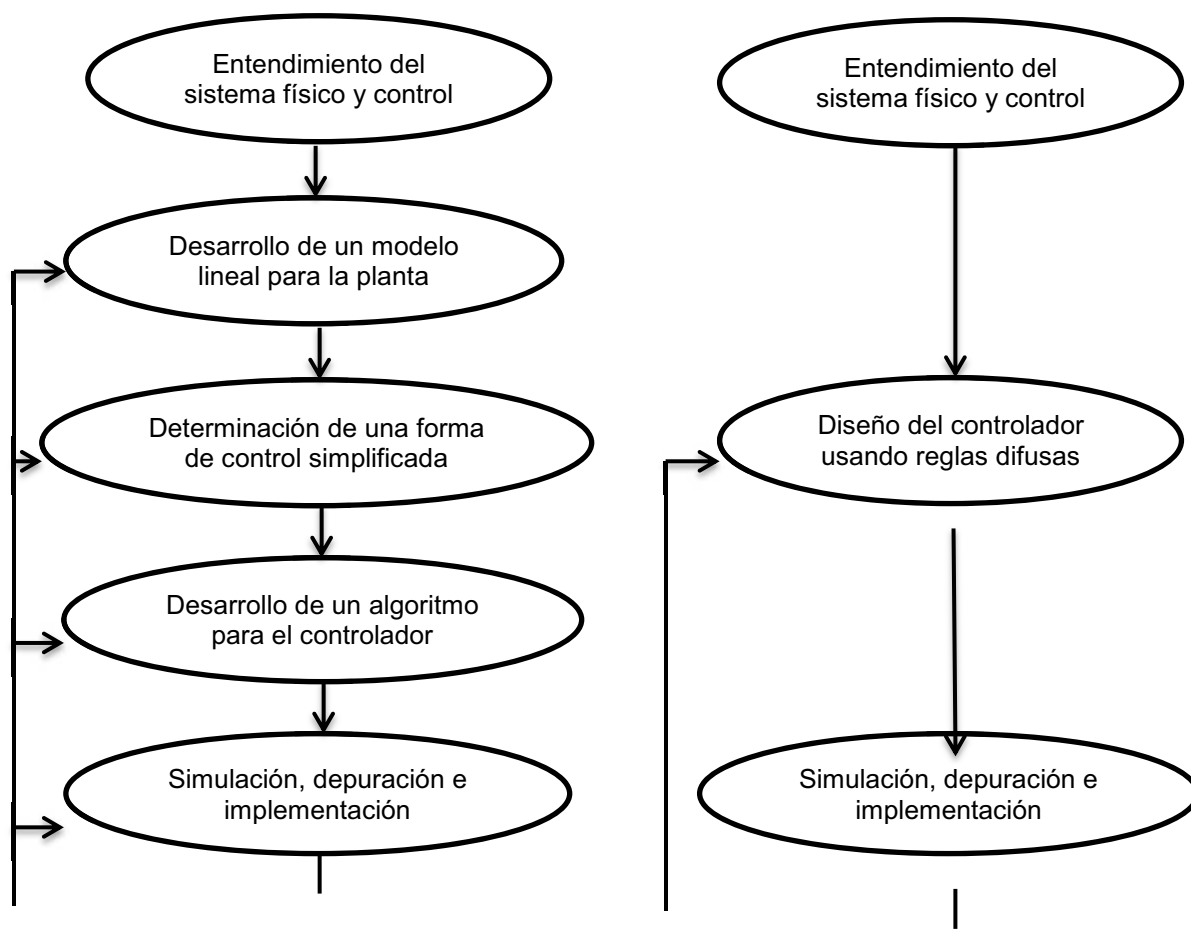 Entendimiento del
sistema físico y control
Desarrollo de un modelo
lineal para la planta
Determinación de una forma
de control simplificada
Desarrollo de un algoritmo
para el controlador
Simulación, depuración e
implementación
Entendimiento del
sistema físico y control
Diseño del controlador
usando reglas difusas
Simulación, depuración e
implementación